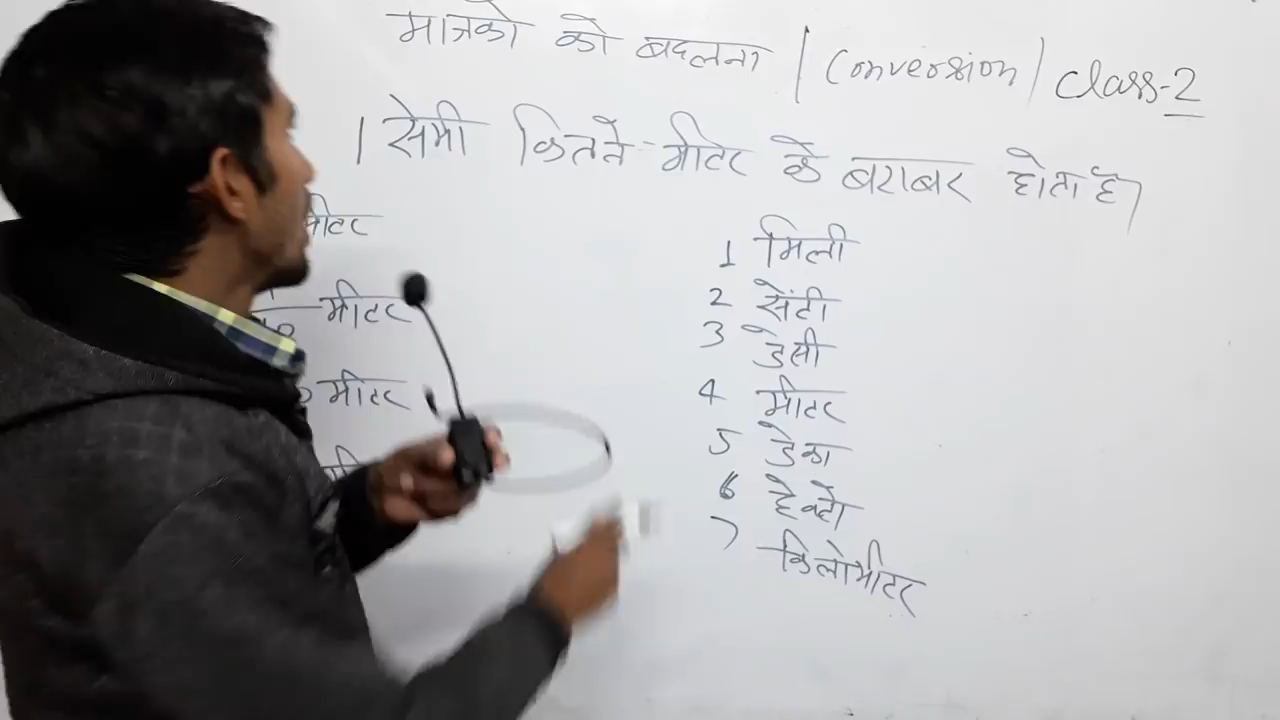 मात्रको को बदलना | Conversion | Class-2
1 सेमी कितने मीटर के बराबर होता है।
मीटर
मीटर
मीटर
1 मिली
2 सेंटी
3 डेसी
4 मीटर
5 डेका
6 हेक्टो
7 किलोमीटर